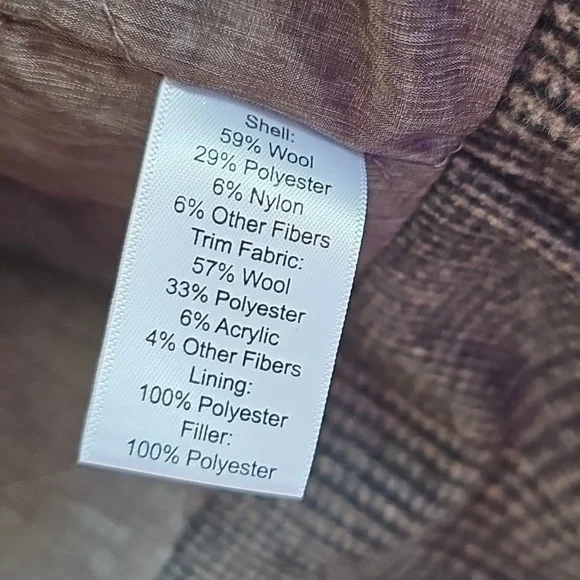 Shell:
59% Wool
29% Polyester
6% Nylon
6% Other Fibers
Trim Fabric:
57% Wool
33% Polyester
6% Acrylic
4% Other Fibers
Lining:
100% Polyester
Filler:
100% Polyester